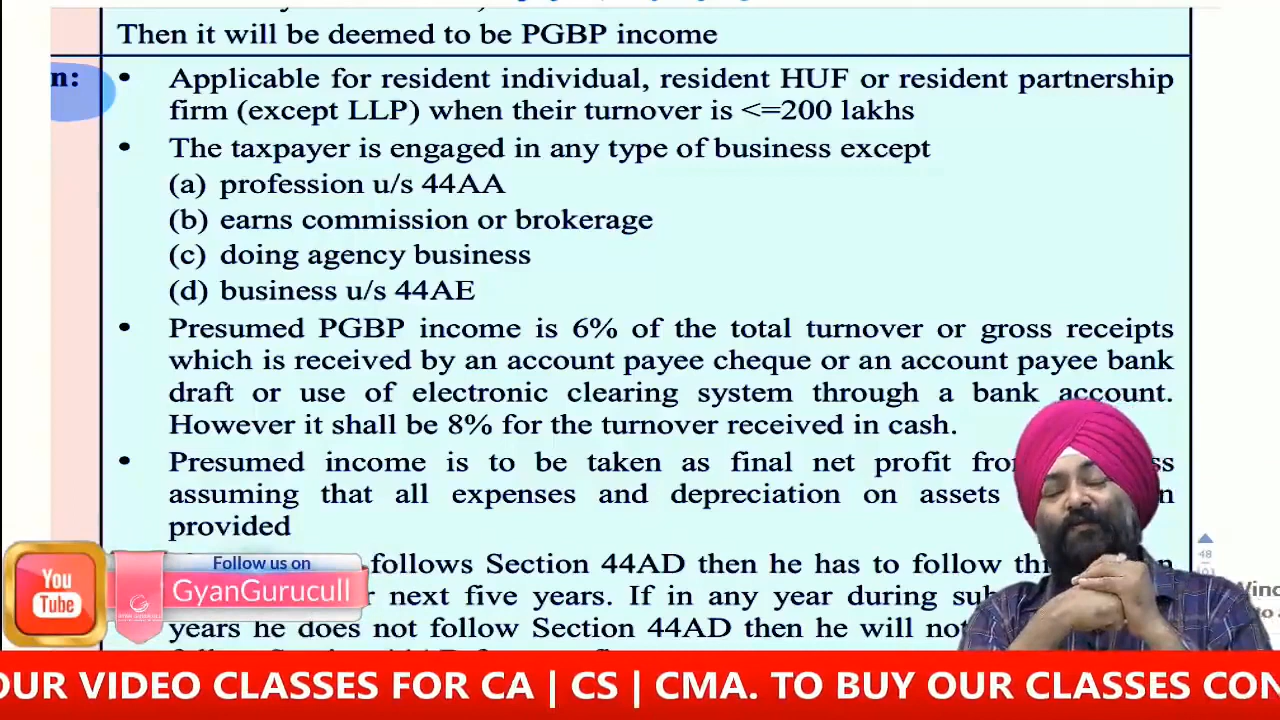 Then it will be deemed to be PGBP income
n:
• Applicable for resident individual, resident HUF or resident partnership
firm (except LLP) when their turnover is <=200 lakhs
• The taxpayer is engaged in any type of business except
(a) profession u/s 44AA
(b) earns commission or brokerage
(c) doing agency business
(d) business u/s 44AE
• Presumed PGBP income is 6% of the total turnover or gross receipts
which is received by an account payee cheque or an account payee bank
draft or use of electronic clearing system through a bank account.
However it shall be 8% for the turnover received in cash.
• Presumed income is to be taken as final net profit
assuming that all expenses and depreciation on assets
provided
follows Section 44AD then he has to follow
next five years. If in any year during
years he does not follow Section 44AD then he will
You
Tube
Follow us on
GyanGurucull
48
OUR VIDEO CLASSES FOR CA | CS | CMA. TO BUY OUR CLASSES CON